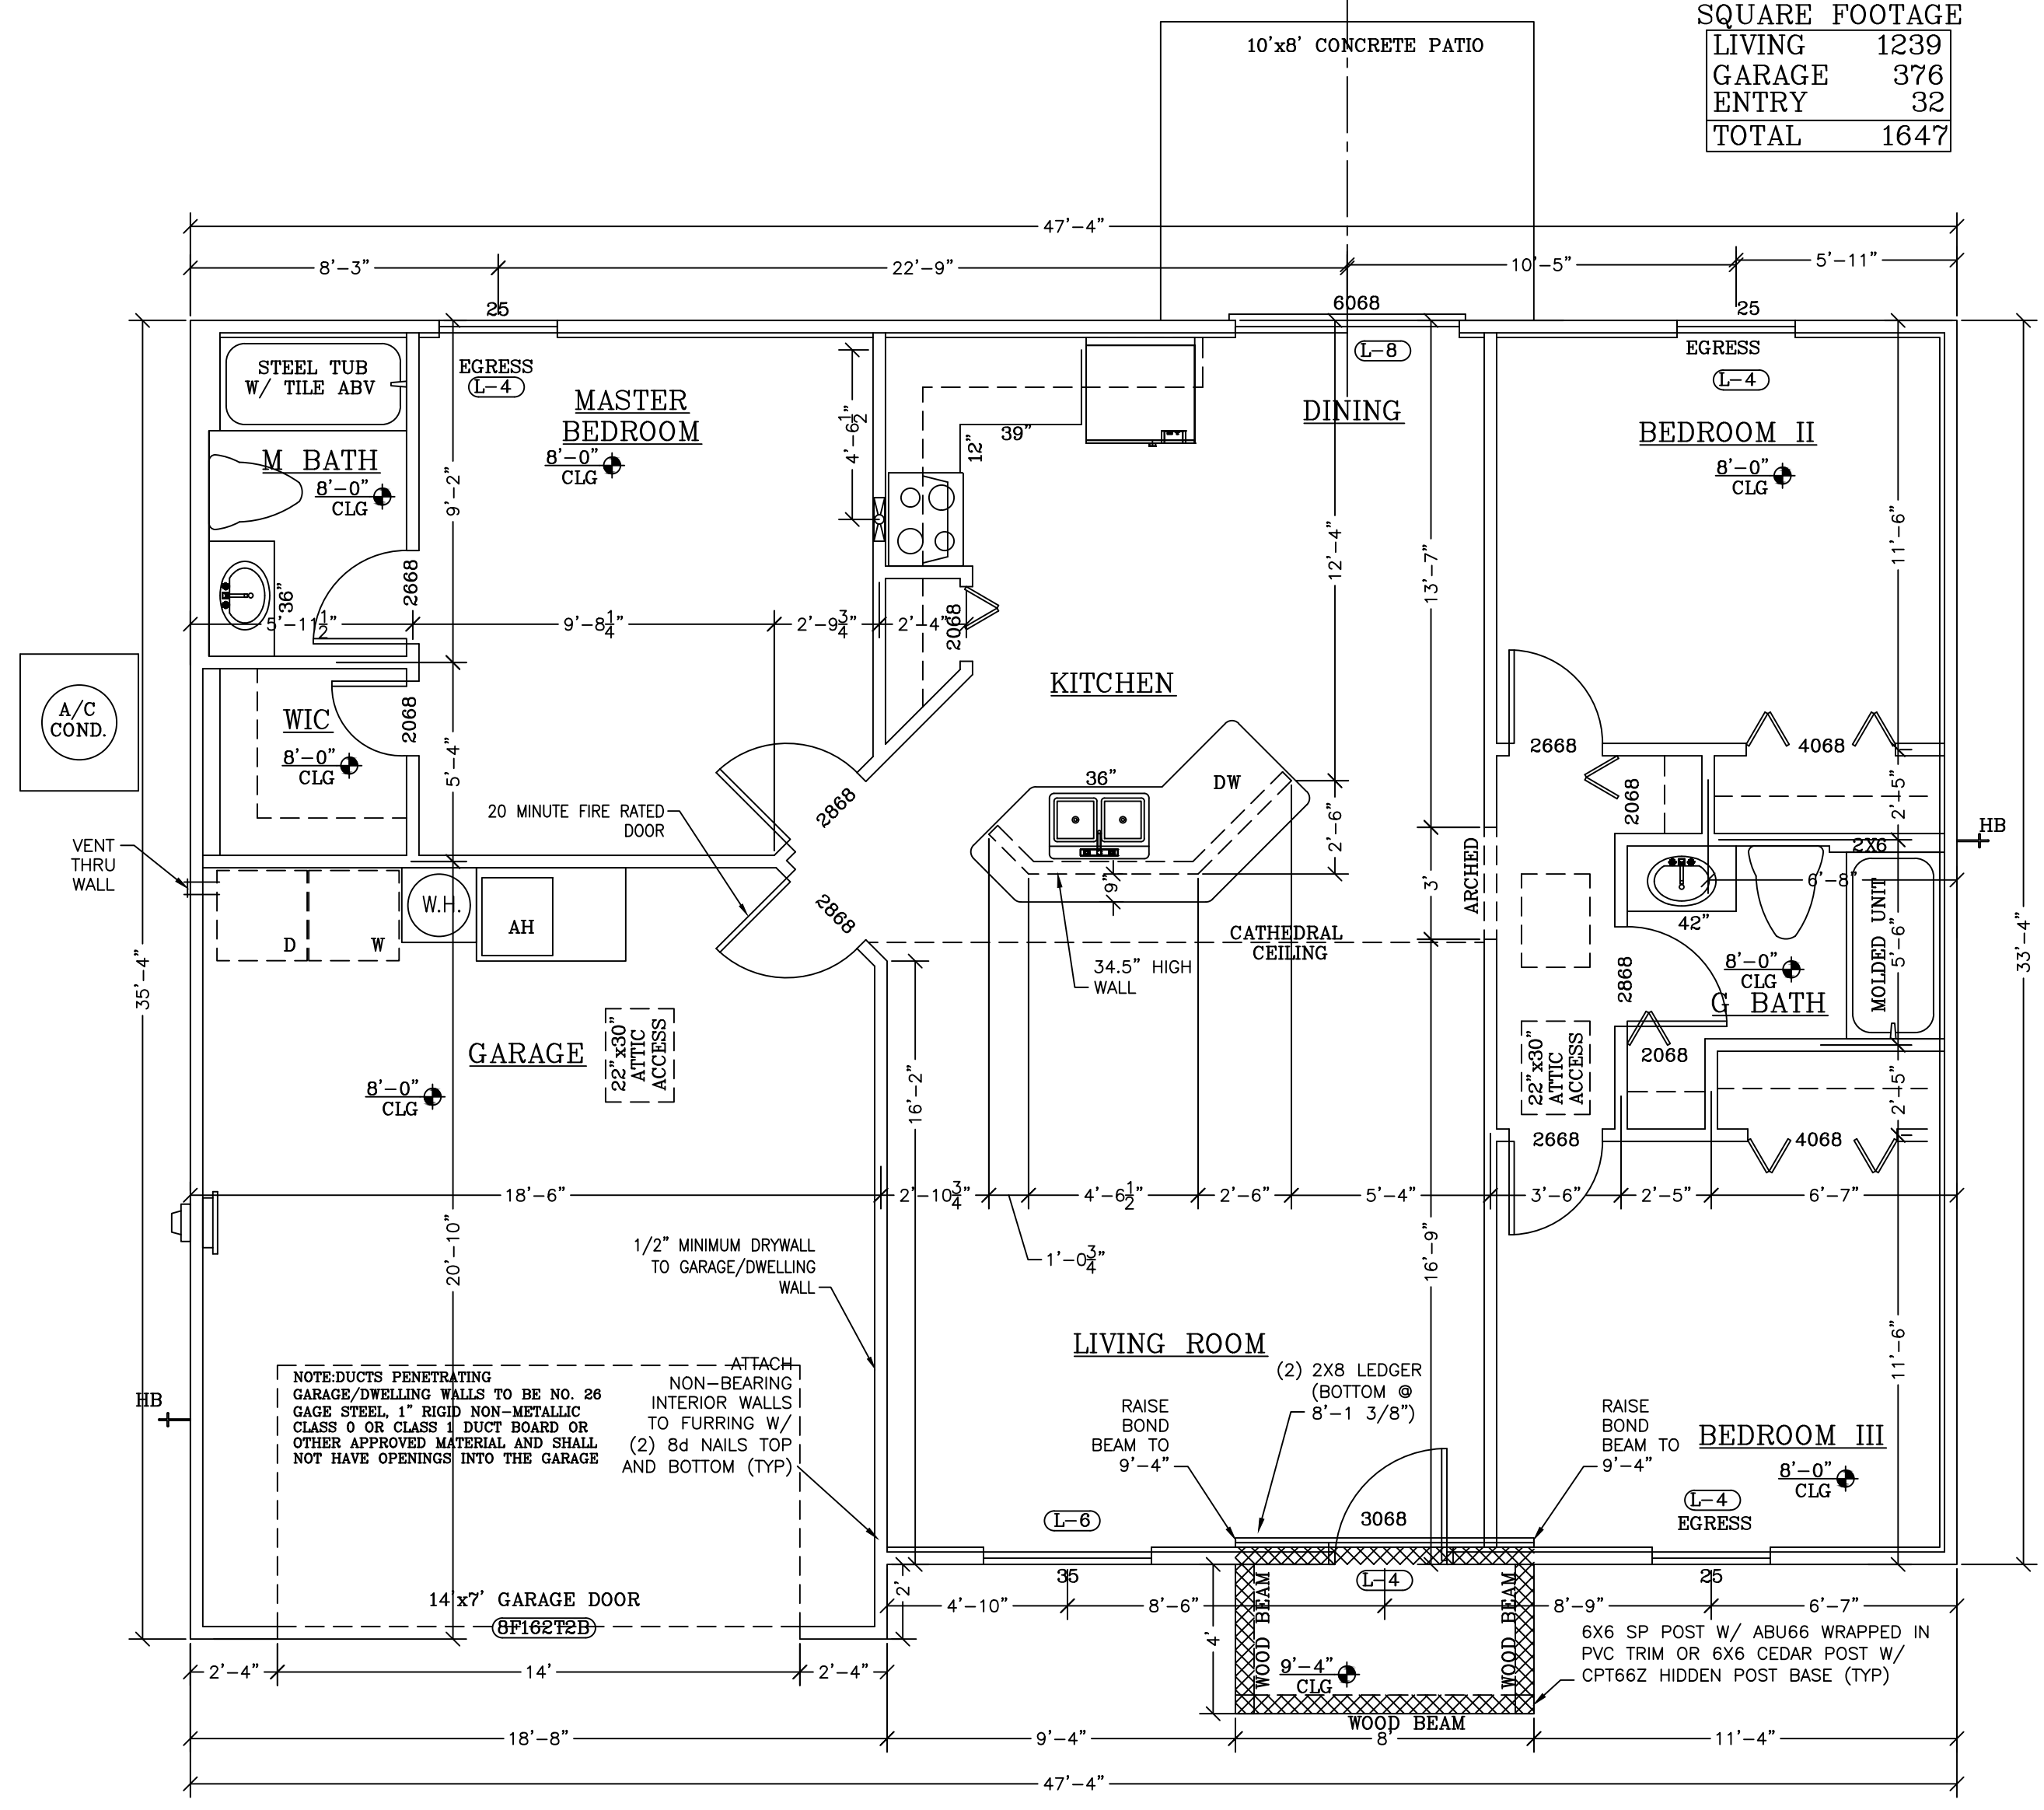 SQUARE FOOTAGE
LIVING 1239
GARAGE 376
ENTRY 32
TOTAL 1647
10'x8' CONCRETE PATIO
47'-4"
8'-3"
22'-9"
10'-5"
5'-11"
25
6068
25
STEEL TUB
W/ TILE ABV
EGRESS
L-4
MASTER
BEDROOM
8'-0"
CLG
M BATH
8'-0"
CLG
9'-2"
4'-6 1/2"
39"
12"
L-8
DINING
EGRESS
L-4
BEDROOM II
8'-0"
CLG
11'-6"
12'-4"
13'-7"
36"
2668
5'-11 1/2"
9'-8 1/4"
2'-9 3/4"
2'-4"
2068
A/C
COND.
WIC
8'-0"
CLG
2068
5'-4"
KITCHEN
2668
4068
2068
2'-5"
36"
DW
2868
2'-6"
20 MINUTE FIRE RATED
DOOR
VENT
THRU
WALL
HB
2X6
6'-8"
42"
ARCHED
3'
9"
W.H.
AH
D
W
2868
35'-4"
33'-4"
CATHEDRAL
CEILING
34.5" HIGH
WALL
8'-0"
CLG
G BATH
MOLDED UNIT
5'-6"
2868
2068
GARAGE
22"x30"
ATTIC
ACCESS
8'-0"
CLG
16'-2"
22"x30"
ATTIC
ACCESS
2'-5"
2668
4068
18'-6"
2'-10 3/4"
4'-6 1/2"
2'-6"
5'-4"
3'-6"
2'-5"
6'-7"
1'-0 3/4"
20'-10"
16'-9"
1/2" MINIMUM DRYWALL
TO GARAGE/DWELLING
WALL
LIVING ROOM
11'-6"
NOTE:DUCTS PENETRATING
GARAGE/DWELLING WALLS TO BE NO. 26
GAGE STEEL, 1" RIGID NON-METALLIC
CLASS 0 OR CLASS 1 DUCT BOARD OR
OTHER APPROVED MATERIAL AND SHALL
NOT HAVE OPENINGS INTO THE GARAGE
ATTACH
NON-BEARING
INTERIOR WALLS
TO FURRING W/
(2) 8d NAILS TOP
AND BOTTOM (TYP)
HB
(2) 2X8 LEDGER
(BOTTOM @
8'-1 3/8")
RAISE
BOND
BEAM TO
9'-4"
RAISE
BOND
BEAM TO
9'-4"
BEDROOM III
8'-0"
CLG
L-6
3068
L-4
EGRESS
35
L-4
25
14'x7' GARAGE DOOR
8F162T2B
2'
4'-10"
8'-6"
8'-9"
6'-7"
WOOD BEAM
WOOD BEAM
4'
9'-4"
CLG
WOOD BEAM
6X6 SP POST W/ ABU66 WRAPPED IN
PVC TRIM OR 6X6 CEDAR POST W/
CPT66Z HIDDEN POST BASE (TYP)
2'-4"
14'
2'-4"
18'-8"
9'-4"
8'
11'-4"
47'-4"